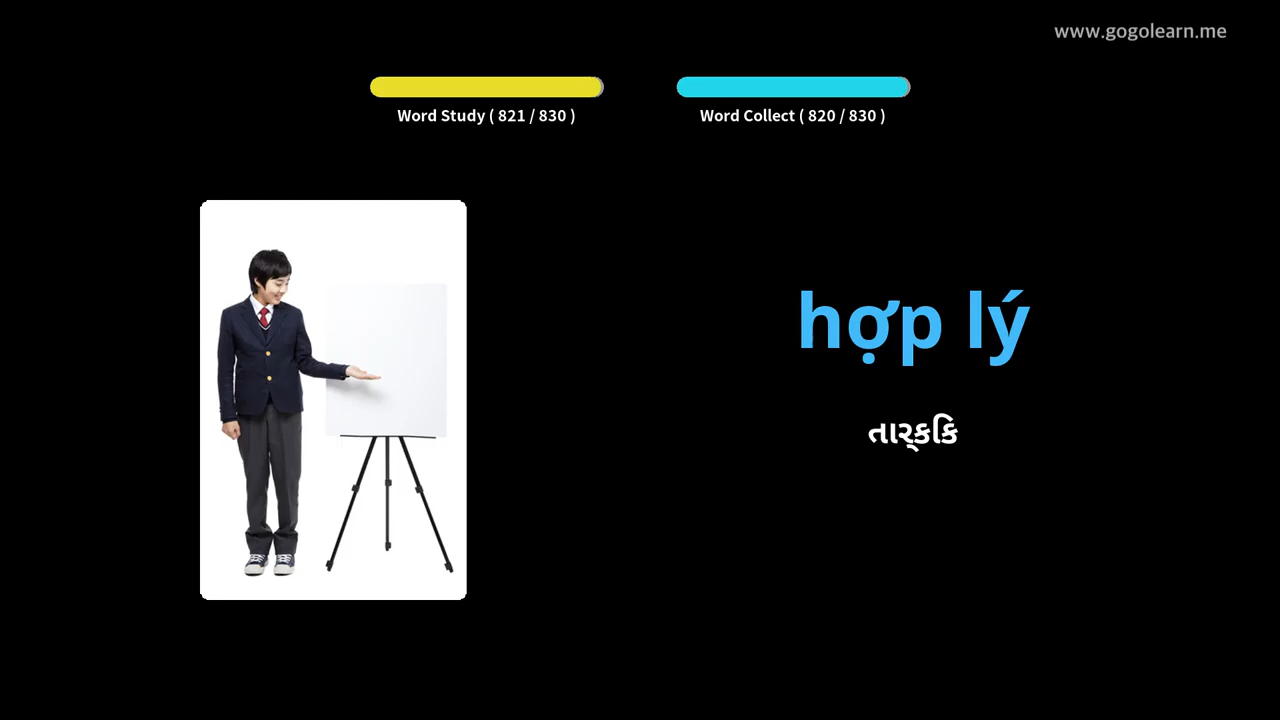 www.gogolearn.me
Word Study ( 821 / 830 )
Word Collect ( 820 / 830 )
hợp lý
તાર્કિક